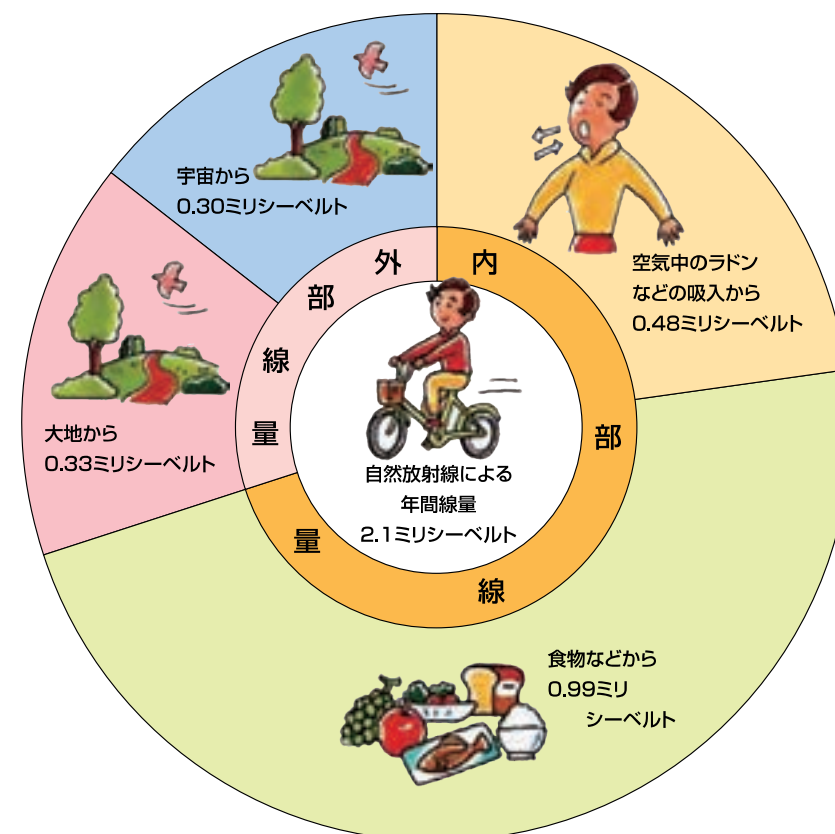 宇宙から
0.30ミリシーベルト
大地から
0.33ミリシーベルト
空気中のラドン
などの吸入から
0.48ミリシーベルト
食物などから
0.99ミリ
シーベルト
外部線量
内部線量
自然放射線による
年間線量
2.1ミリシーベルト